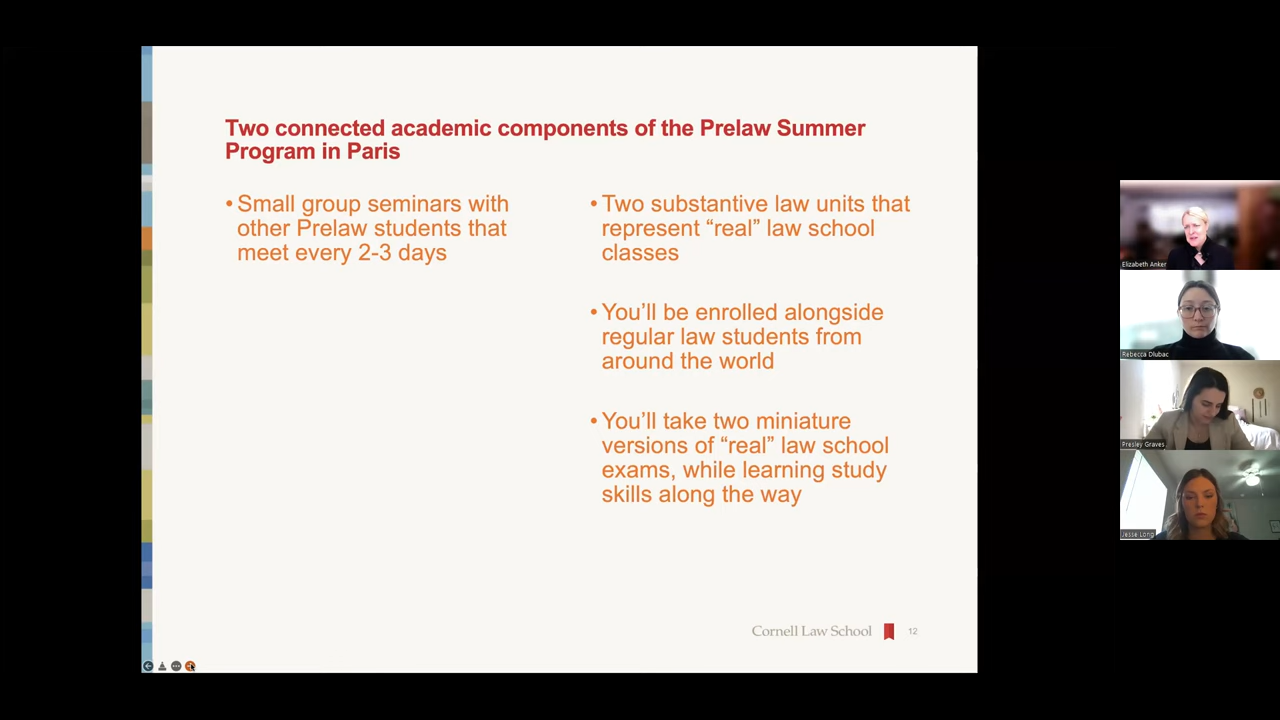 Two connected academic components of the Prelaw Summer
Program in Paris
• Small group seminars with
other Prelaw students that
meet every 2-3 days
• Two substantive law units that
represent “real” law school
classes
• You’ll be enrolled alongside
regular law students from
around the world
• You’ll take two miniature
versions of “real” law school
exams, while learning study
skills along the way
Cornell Law School
12
Elizabeth Anker
Rebecca Dlubac
Presley Graves
Jesse Long